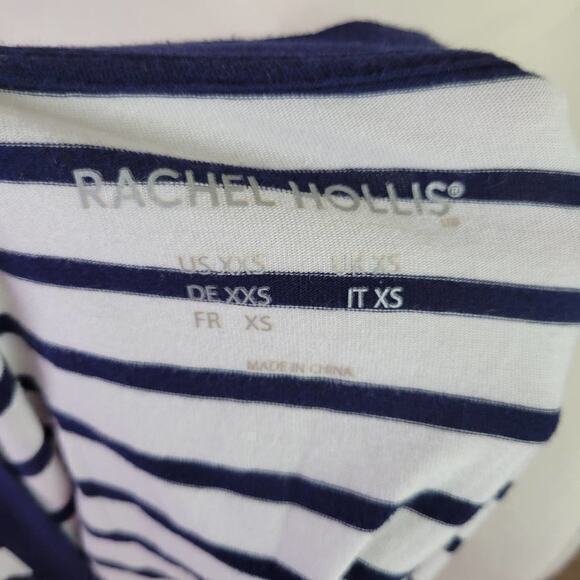 RACHEL HOLLIS®
US XXS UK XS
DE XXS IT XS
FR XS
MADE IN CHINA